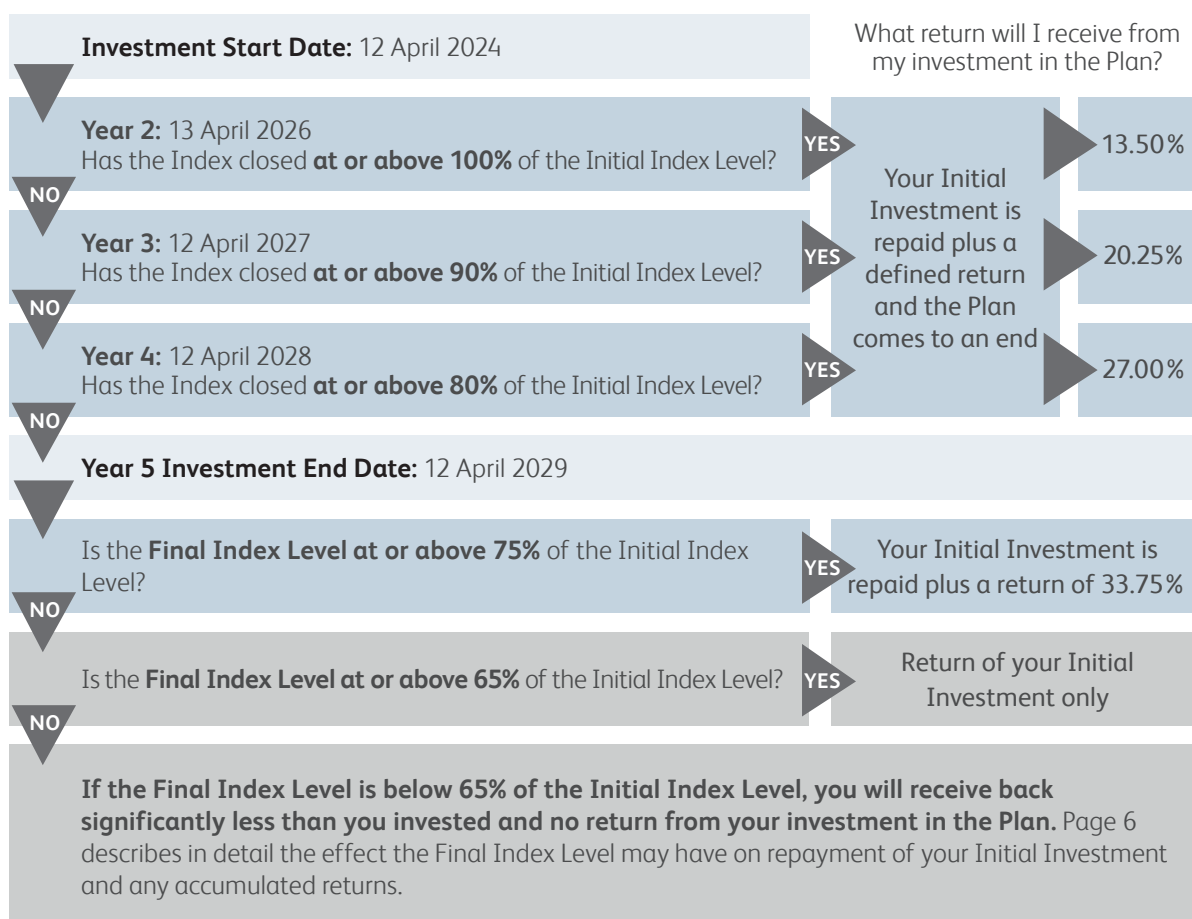 Investment Start Date: 12 April 2024
What return will I receive from
my investment in the Plan?
Year 2: 13 April 2026
Has the Index closed at or above 100% of the Initial Index Level?
YES
13.50%
NO
Year 3: 12 April 2027
Has the Index closed at or above 90% of the Initial Index Level?
YES
20.25%
NO
Year 4: 12 April 2028
Has the Index closed at or above 80% of the Initial Index Level?
YES
27.00%
Your Initial
Investment is
repaid plus a
defined return
and the Plan
comes to an end
NO
Year 5 Investment End Date: 12 April 2029
Is the Final Index Level at or above 75% of the Initial Index
Level?
YES
Your Initial Investment is
repaid plus a return of 33.75%
NO
Is the Final Index Level at or above 65% of the Initial Index Level?
YES
Return of your Initial
Investment only
NO
If the Final Index Level is below 65% of the Initial Index Level, you will receive back
significantly less than you invested and no return from your investment in the Plan. Page 6
describes in detail the effect the Final Index Level may have on repayment of your Initial Investment
and any accumulated returns.